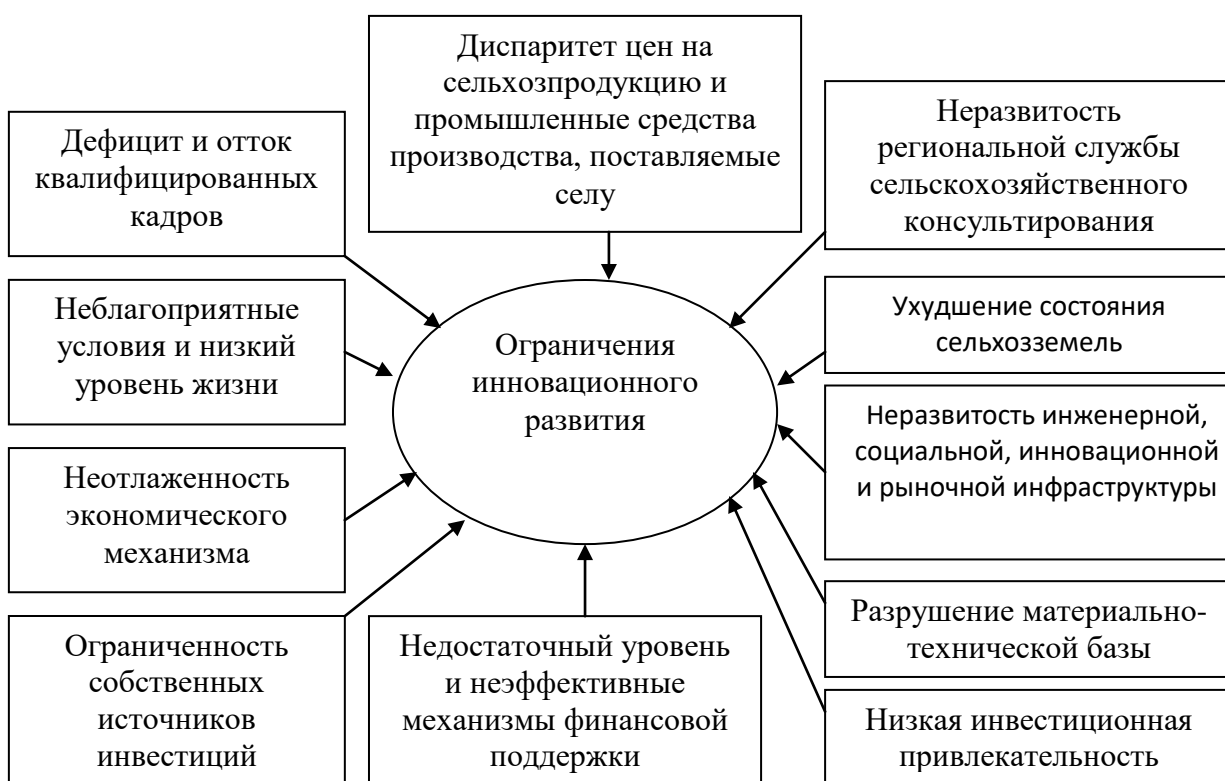 Диспаритет цен на
сельхозпродукцию и
промышленные средства
производства, поставляемые
селу
Дефицит и отток
квалифицированных
кадров
Неразвитость
региональной службы
сельскохозяйственного
консультирования
Неблагоприятные
условия и низкий
уровень жизни
Ограничения
инновационного
развития
Ухудшение состояния
сельхозземель
Неразвитость инженерной,
социальной, инновационной
и рыночной инфраструктуры
Неотлаженность
экономического
механизма
Разрушение материально-
технической базы
Ограниченность
собственных
источников
инвестиций
Недостаточный уровень
и неэффективные
механизмы финансовой
поддержки
Низкая инвестиционная
привлекательность